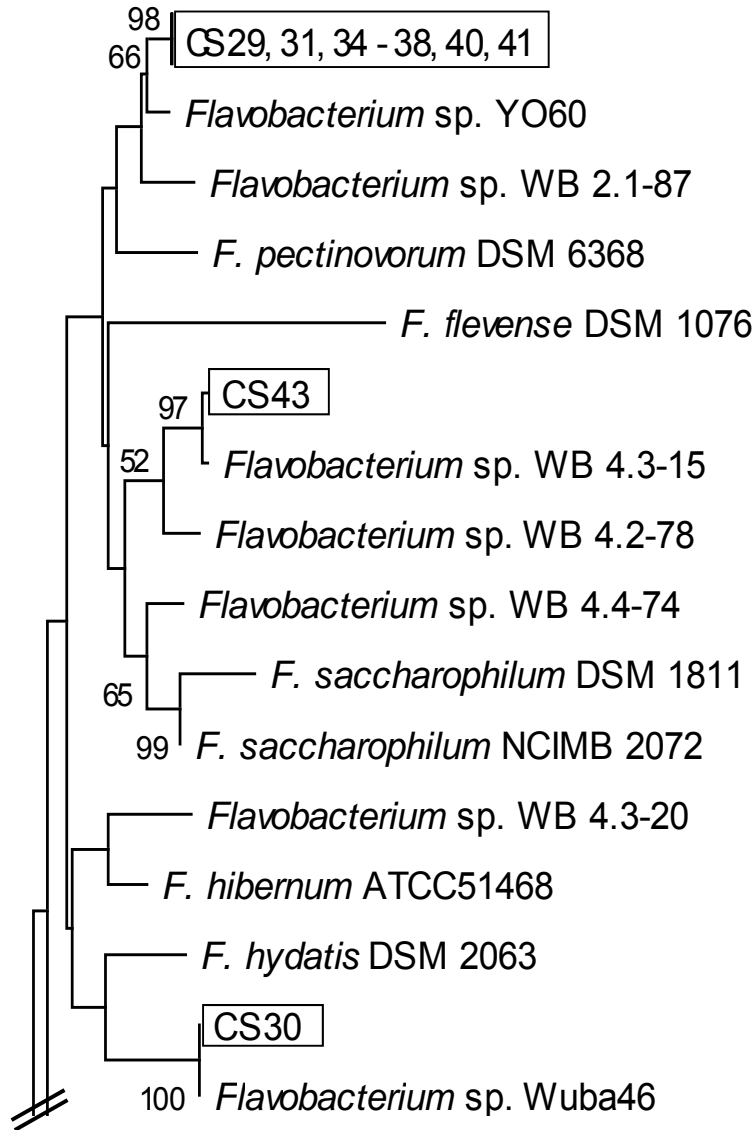 98
CS29, 31, 34 - 38, 40, 41
66
Flavobacterium sp. YO60
Flavobacterium sp. WB 2.1-87
F. pectinovorum DSM 6368
F. flevense DSM 1076
CS43
97
Flavobacterium sp. WB 4.3-15
52
Flavobacterium sp. WB 4.2-78
Flavobacterium sp. WB 4.4-74
F. saccharophilum DSM 1811
65
F. saccharophilum NCIMB 2072
99
Flavobacterium sp. WB 4.3-20
F. hibernum ATCC51468
F. hydatis DSM 2063
CS30
100
Flavobacterium sp. Wuba46